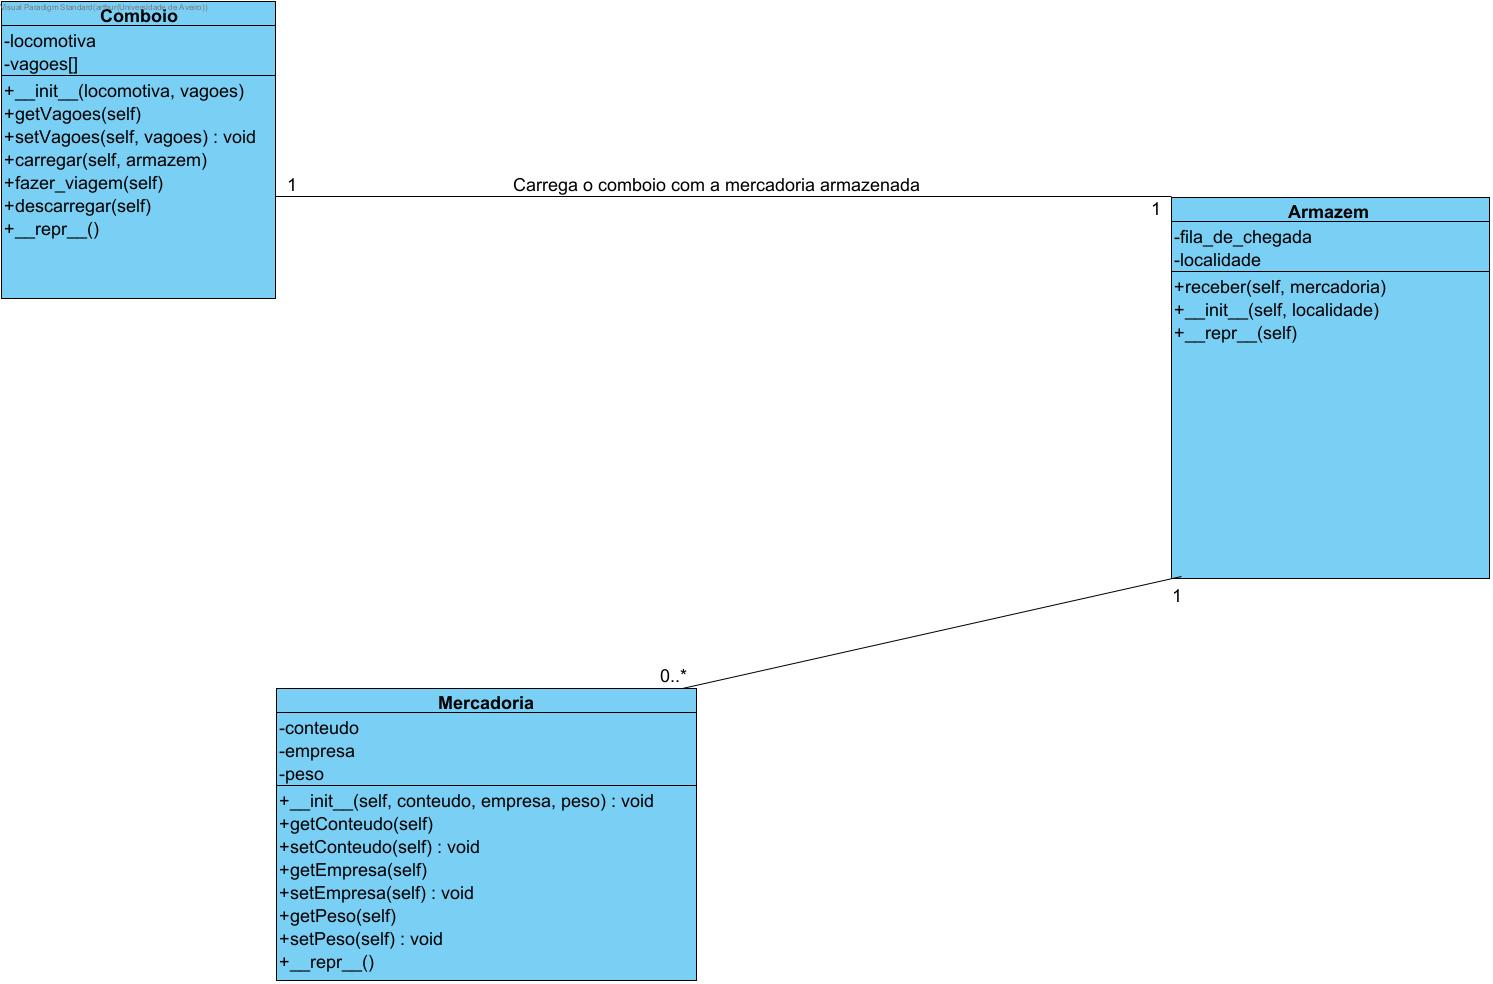 Visual Paradigm Standard(arthur(Universidade de Aveiro))
Comboio
-locomotiva
-vagoes[]
+__init__(locomotiva, vagoes)
+getVagoes(self)
+setVagoes(self, vagoes) : void
+carregar(self, armazem)
+fazer_viagem(self)
+descarregar(self)
+__repr__()
1
Carrega o comboio com a mercadoria armazenada
1
Armazem
-fila_de_chegada
-localidade
+receber(self, mercadoria)
+__init__(self, localidade)
+__repr__(self)
1
0..*
Mercadoria
-conteudo
-empresa
-peso
+__init__(self, conteudo, empresa, peso) : void
+getConteudo(self)
+setConteudo(self) : void
+getEmpresa(self)
+setEmpresa(self) : void
+getPeso(self)
+setPeso(self) : void
+__repr__()